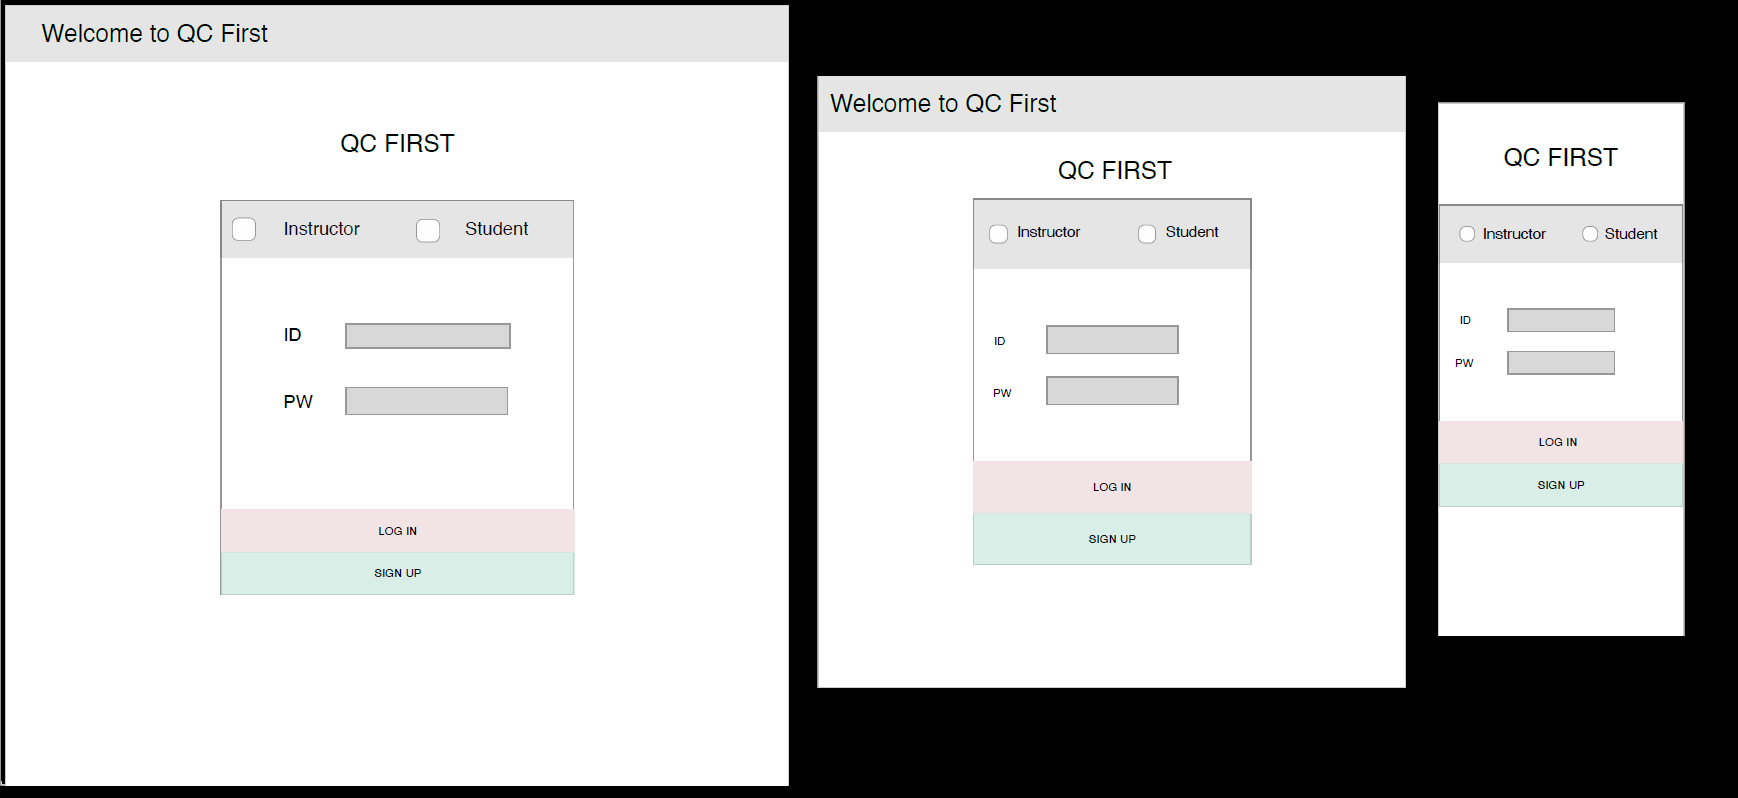 Welcome to QC First
QC FIRST
Instructor Student
ID
PW
LOG IN
SIGN UP
Welcome to QC First
QC FIRST
Instructor Student
ID
PW
LOG IN
SIGN UP
QC FIRST
Instructor Student
ID
PW
LOG IN
SIGN UP